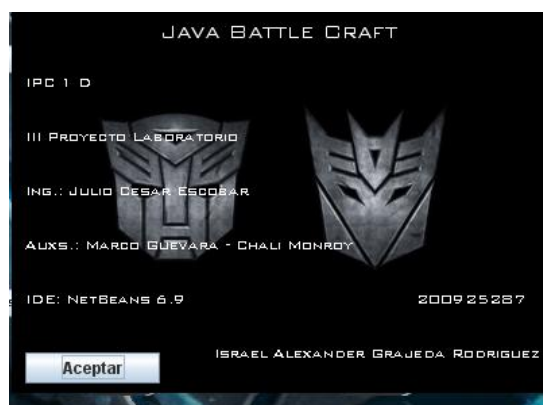 JAVA BATTLE CRAFT
IPC 1 D
III PROYECTO LABORATORIO
ING.: JULIO CESAR ESCOBAR
AUXS.: MARCO GUEVARA - CHALI MONROY
IDE: NETBEANS 6.9
200925287
ISRAEL ALEXANDER GRAJEDA RODRIGUEZ
Aceptar